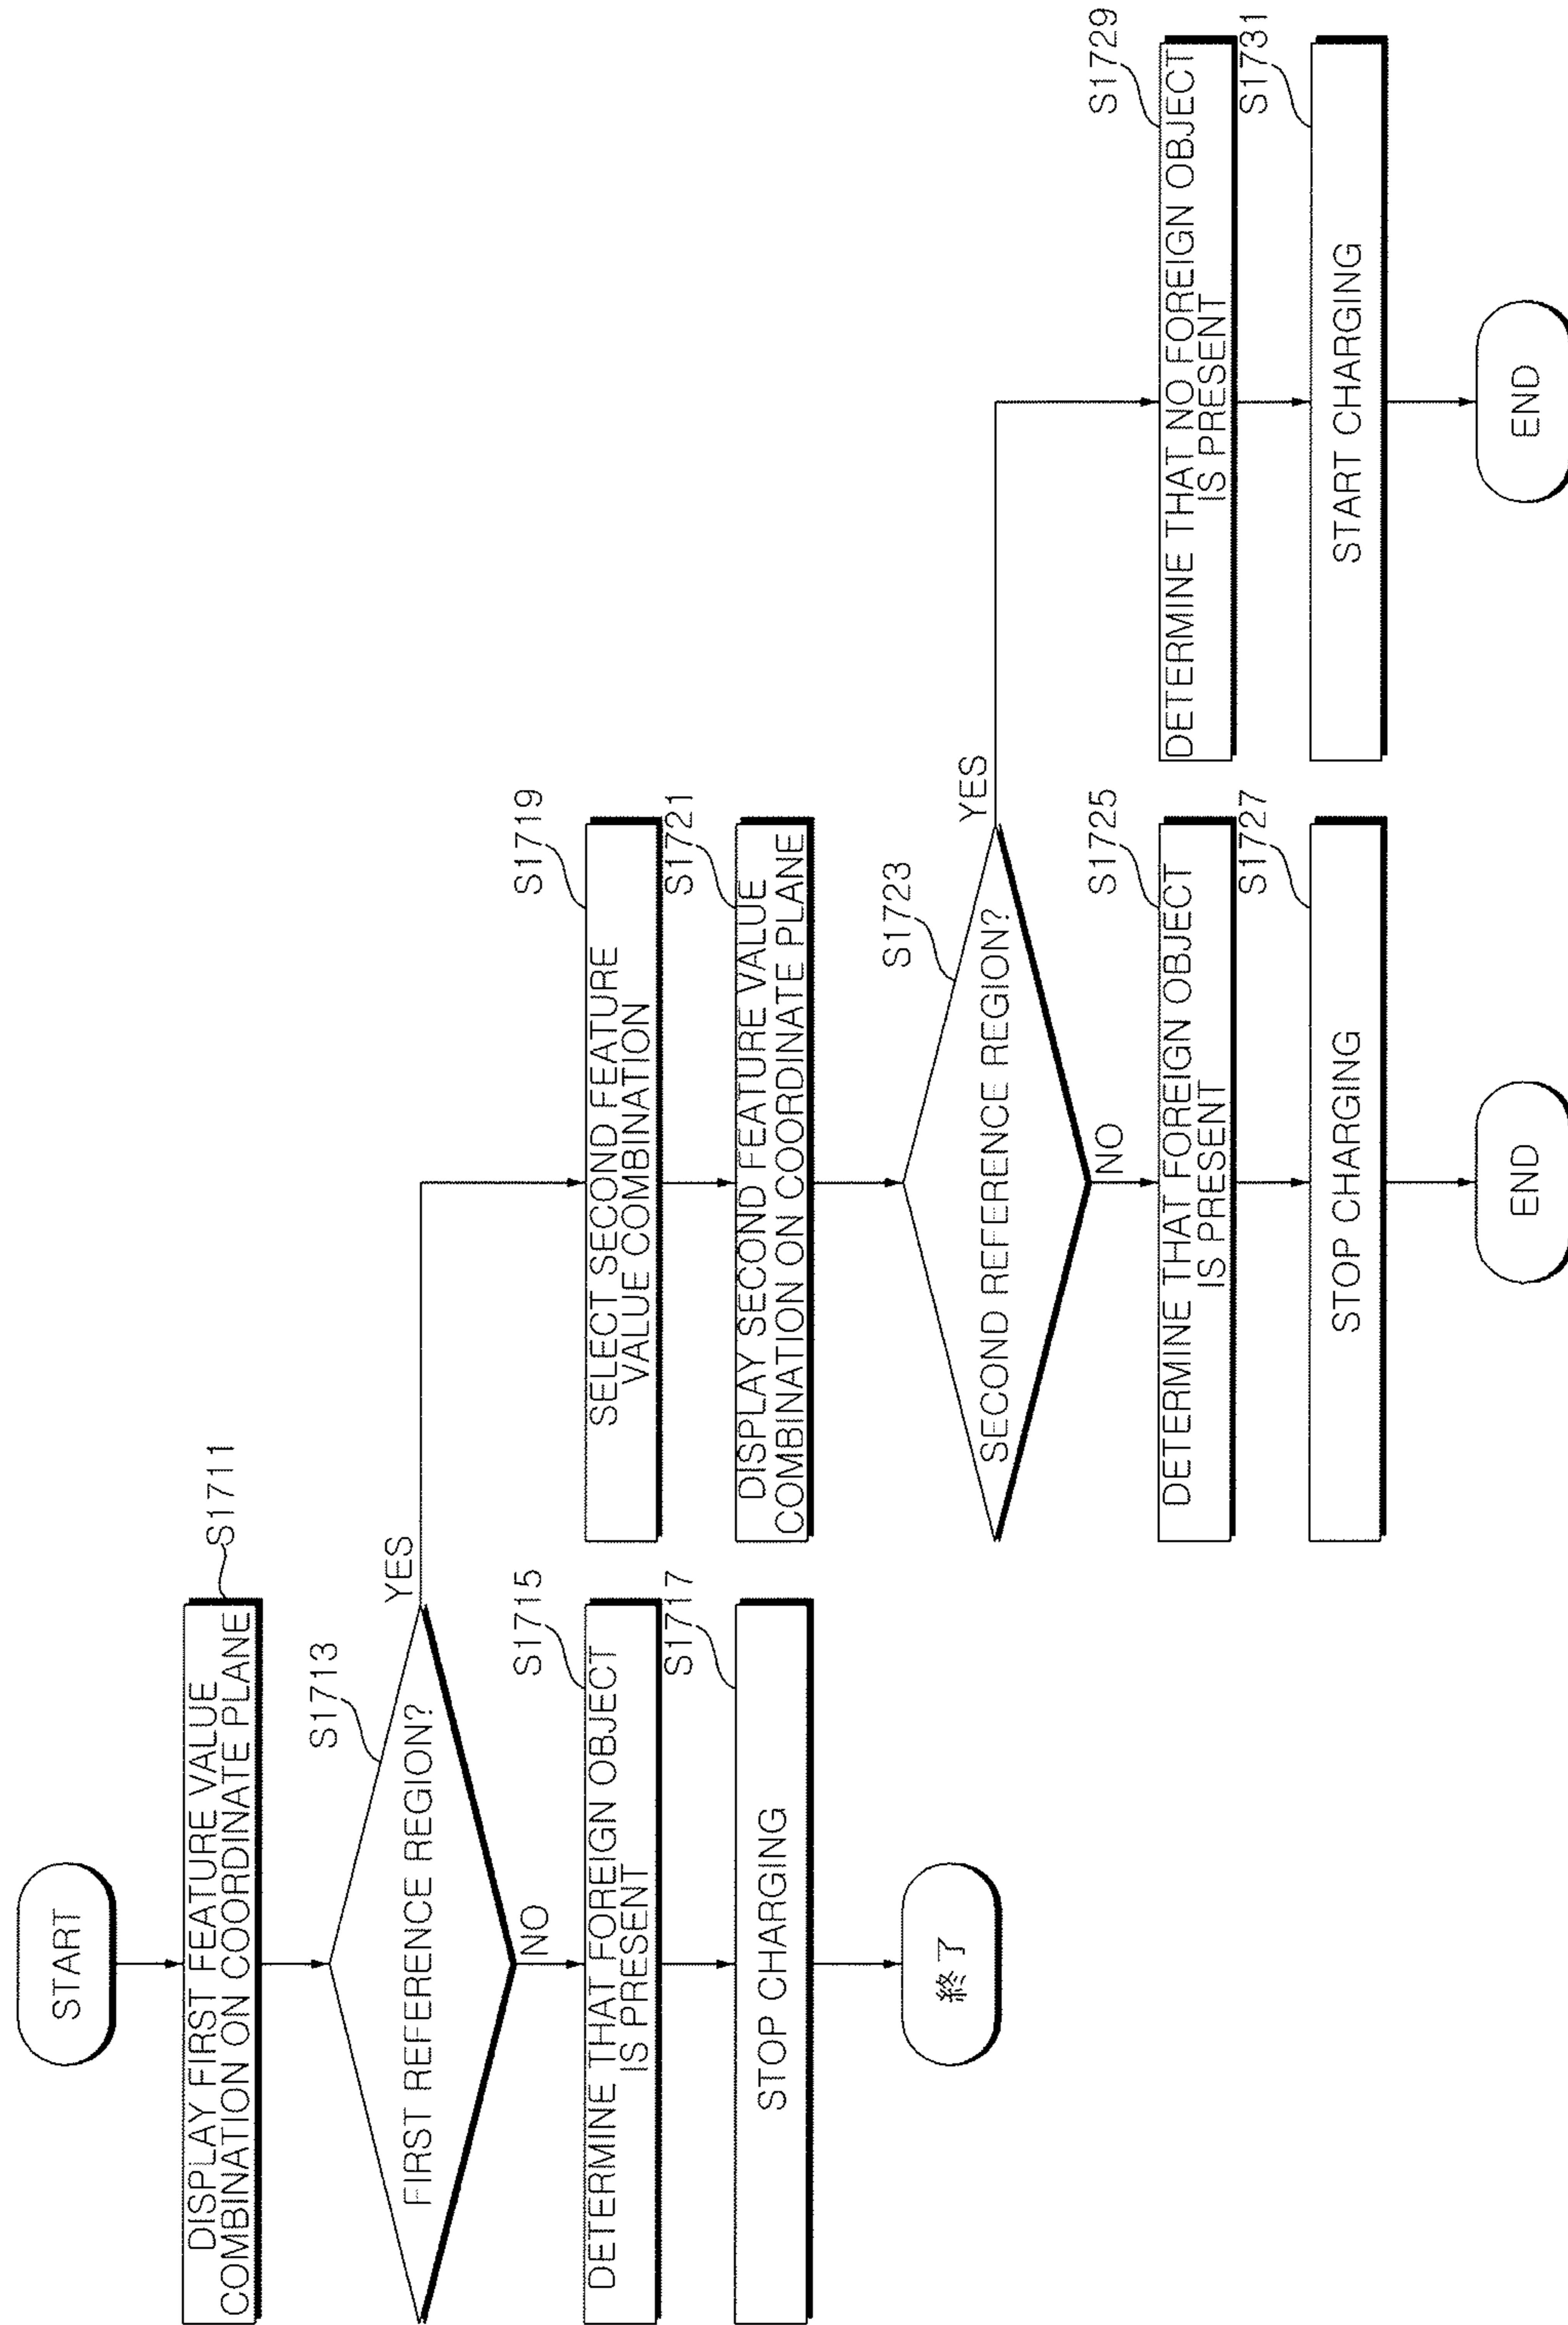 START
DISPLAY FIRST FEATURE VALUE
COMBINATION ON COORDINATE PLANE
S1711
FIRST REFERENCE REGION?
S1713
YES
NO
DETERMINE THAT FOREIGN OBJECT
IS PRESENT
S1715
STOP CHARGING
S1717
終了
SELECT SECOND FEATURE
VALUE COMBINATION
S1719
DISPLAY SECOND FEATURE VALUE
COMBINATION ON COORDINATE PLANE
S1721
SECOND REFERENCE REGION?
S1723
YES
NO
DETERMINE THAT FOREIGN OBJECT
IS PRESENT
S1725
STOP CHARGING
S1727
END
DETERMINE THAT NO FOREIGN OBJECT
IS PRESENT
S1729
START CHARGING
S1731
END